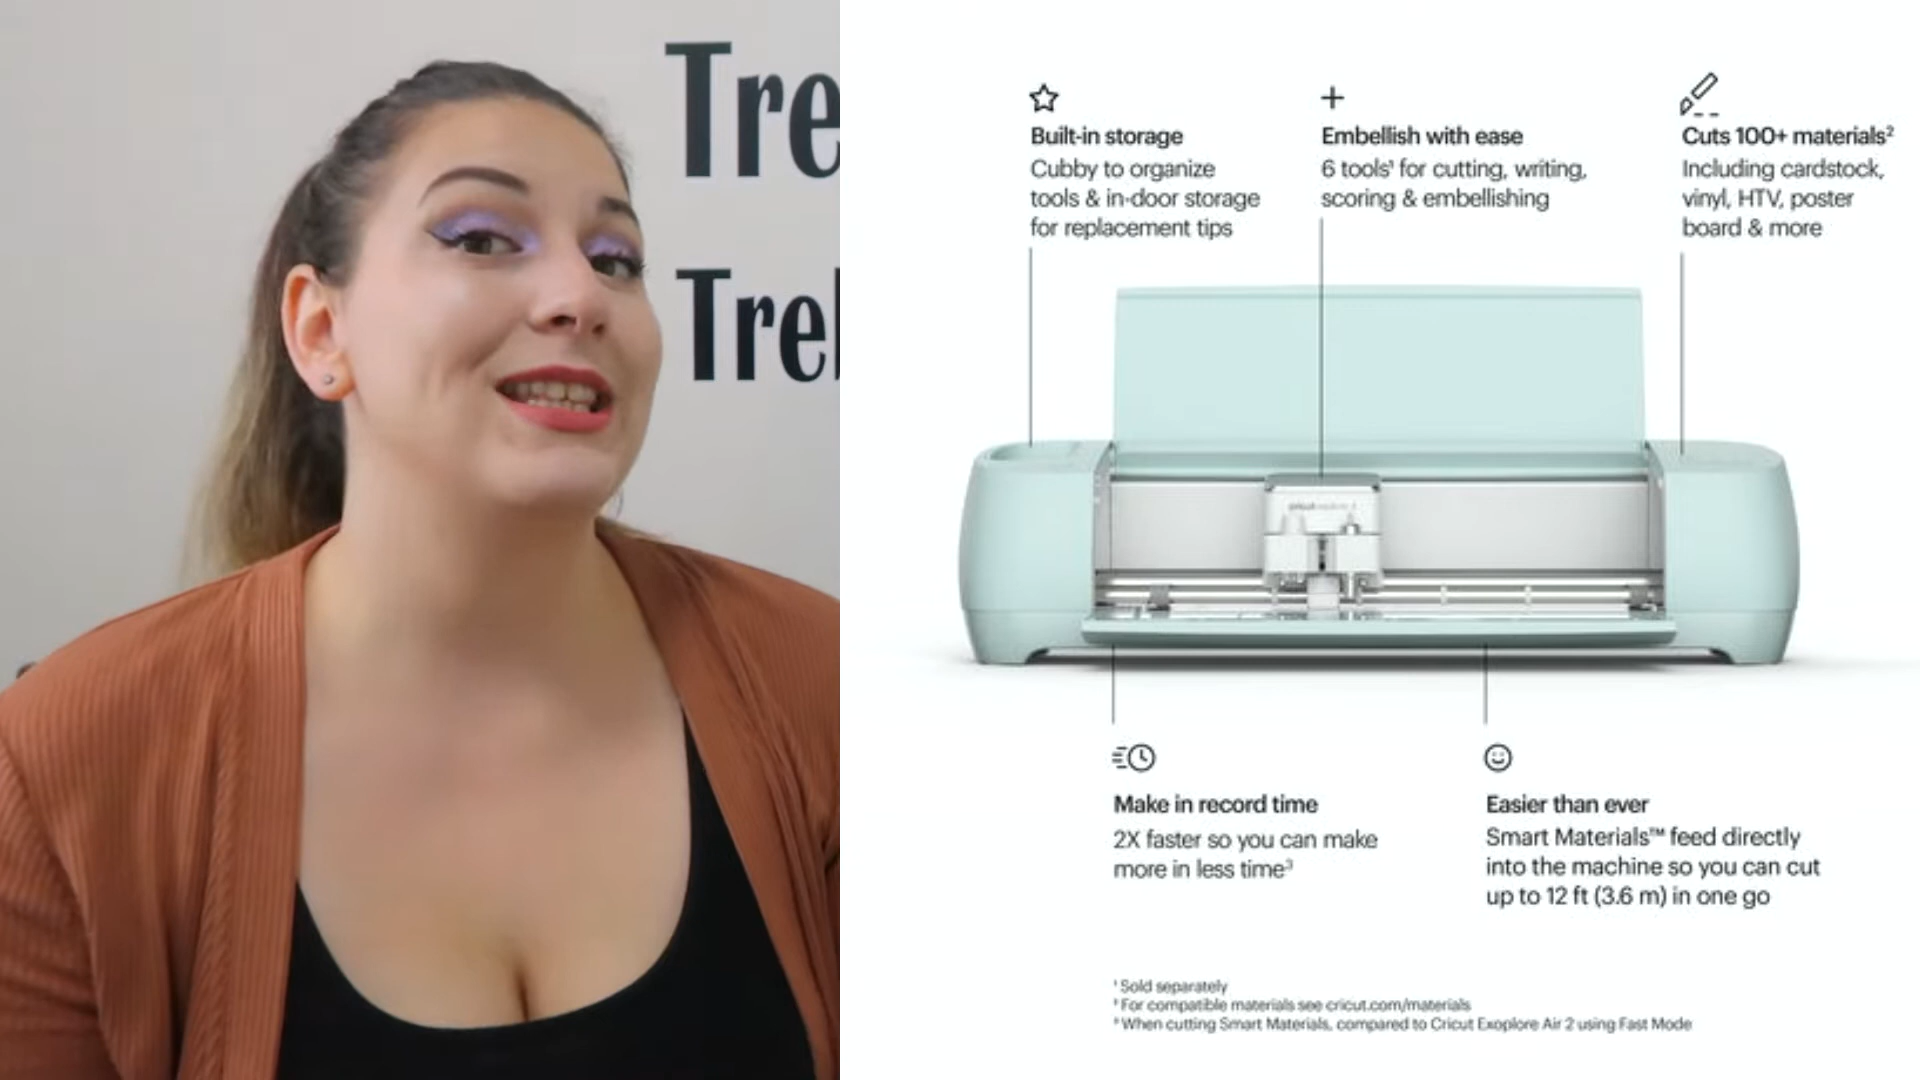 Tre
Tre
Built-in storage
Cubby to organize
tools & in-door storage
for replacement tips
Embellish with ease
6 tools¹ for cutting, writing,
scoring & embellishing
Cuts 100+ materials²
Including cardstock,
vinyl, HTV, poster
board & more
Make in record time
2X faster so you can make
more in less time³
Easier than ever
Smart Materials™ feed directly
into the machine so you can cut
up to 12 ft (3.6 m) in one go
¹ Sold separately
² For compatible materials see cricut.com/materials
³ When cutting Smart Materials, compared to Cricut Exoplore Air 2 using Fast Mode